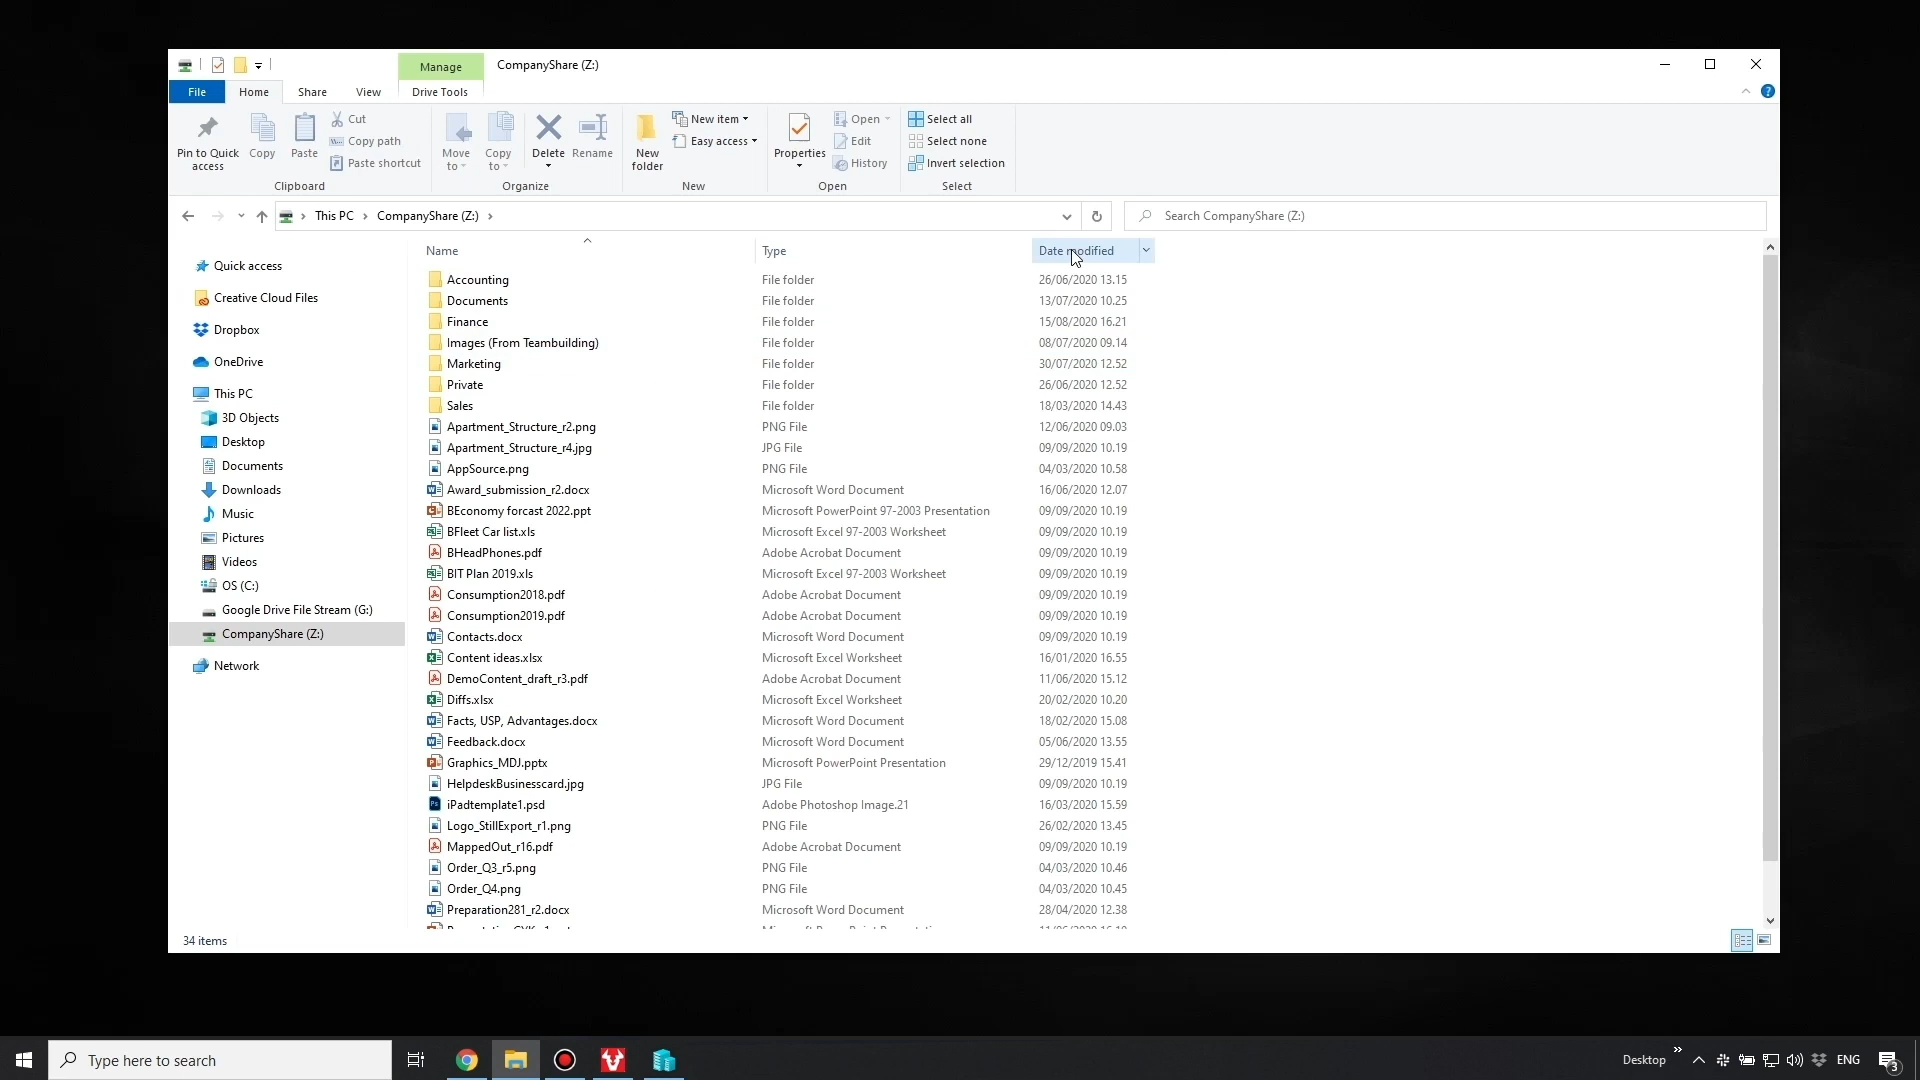 Manage
CompanyShare (Z:)
File
Home
Share
View
Drive Tools
Pin to Quick access
Copy
Paste
Cut
Copy path
Paste shortcut
Clipboard
Move to
Copy to
Delete
Rename
Organize
New folder
New item
Easy access
New
Properties
Open
Edit
History
Open
Select all
Select none
Invert selection
Select
This PC
CompanyShare (Z:)
Search CompanyShare (Z:)
Quick access
Creative Cloud Files
Dropbox
OneDrive
This PC
3D Objects
Desktop
Documents
Downloads
Music
Pictures
Videos
OS (C:)
Google Drive File Stream (G:)
CompanyShare (Z:)
Network
Name Type Date modified
Accounting File folder 26/06/2020 13.15
Documents File folder 13/07/2020 10.25
Finance File folder 15/08/2020 16.21
Images (From Teambuilding) File folder 08/07/2020 09.14
Marketing File folder 30/07/2020 12.52
Private File folder 26/06/2020 12.52
Sales File folder 18/03/2020 14.43
Apartment_Structure_r2.png PNG File 12/06/2020 09.03
Apartment_Structure_r4.jpg JPG File 09/09/2020 10.19
AppSource.png PNG File 04/03/2020 10.58
Award_submission_r2.docx Microsoft Word Document 16/06/2020 12.07
BEconomy forcast 2022.ppt Microsoft PowerPoint 97-2003 Presentation 09/09/2020 10.19
BFleet Car list.xls Microsoft Excel 97-2003 Worksheet 09/09/2020 10.19
BHeadPhones.pdf Adobe Acrobat Document 09/09/2020 10.19
BIT Plan 2019.xls Microsoft Excel 97-2003 Worksheet 09/09/2020 10.19
Consumption2018.pdf Adobe Acrobat Document 09/09/2020 10.19
Consumption2019.pdf Adobe Acrobat Document 09/09/2020 10.19
Contacts.docx Microsoft Word Document 09/09/2020 10.19
Content ideas.xlsx Microsoft Excel Worksheet 16/01/2020 16.55
DemoContent_draft_r3.pdf Adobe Acrobat Document 11/06/2020 15.12
Diffs.xlsx Microsoft Excel Worksheet 20/02/2020 10.20
Facts, USP, Advantages.docx Microsoft Word Document 18/02/2020 15.08
Feedback.docx Microsoft Word Document 05/06/2020 13.55
Graphics_MDJ.pptx Microsoft PowerPoint Presentation 29/12/2019 15.41
HelpdeskBusinesscard.jpg JPG File 09/09/2020 10.19
iPadtemplate1.psd Adobe Photoshop Image.21 16/03/2020 15.59
Logo_StillExport_r1.png PNG File 26/02/2020 13.45
MappedOut_r16.pdf Adobe Acrobat Document 09/09/2020 10.19
Order_Q3_r5.png PNG File 04/03/2020 10.46
Order_Q4.png PNG File 04/03/2020 10.45
Preparation281_r2.docx Microsoft Word Document 28/04/2020 12.38
34 items
Type here to search
Desktop
ENG
3